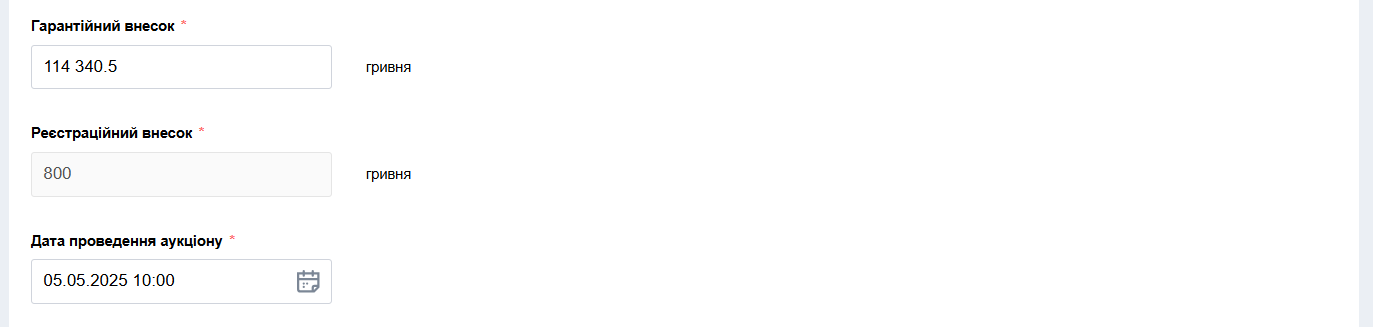 Гарантійний внесок *
114 340.5 гривня
Реєстраційний внесок *
800 гривня
Дата проведення аукціону *
05.05.2025 10:00